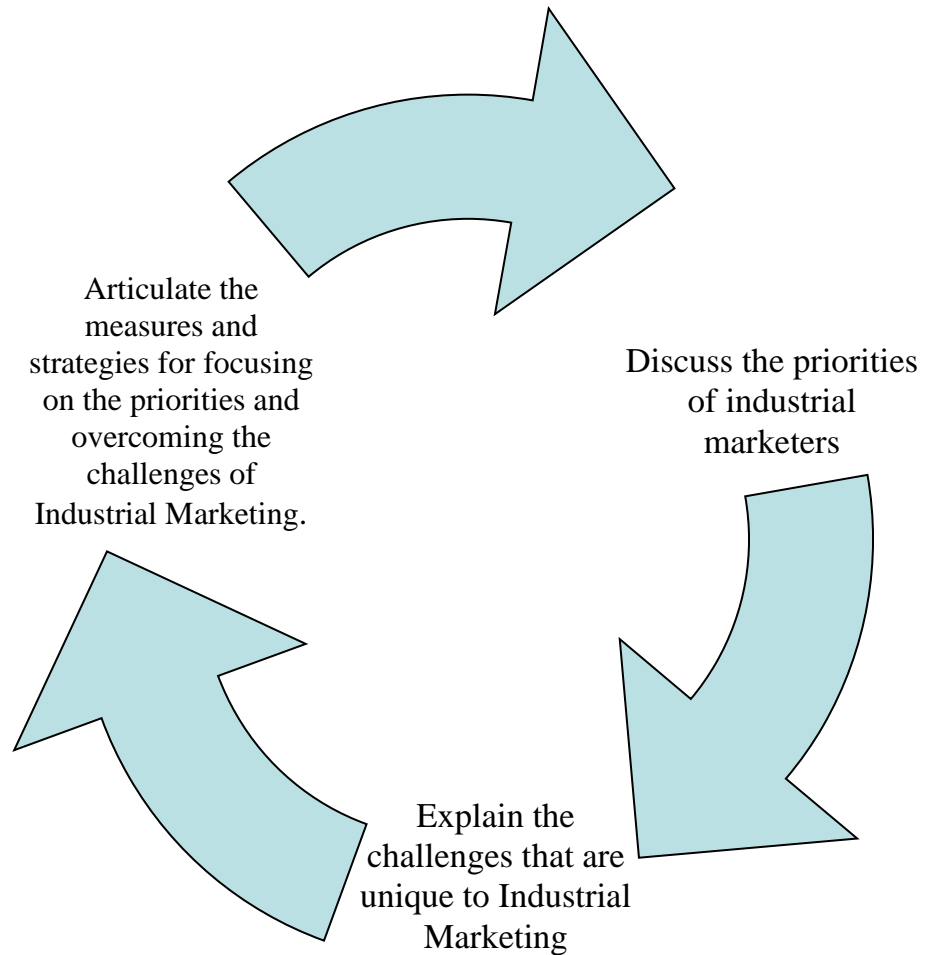 Discuss the priorities
of industrial
marketers
Explain the
challenges that are
unique to Industrial
Marketing
Articulate the
measures and
strategies for focusing
on the priorities and
overcoming the
challenges of
Industrial Marketing.